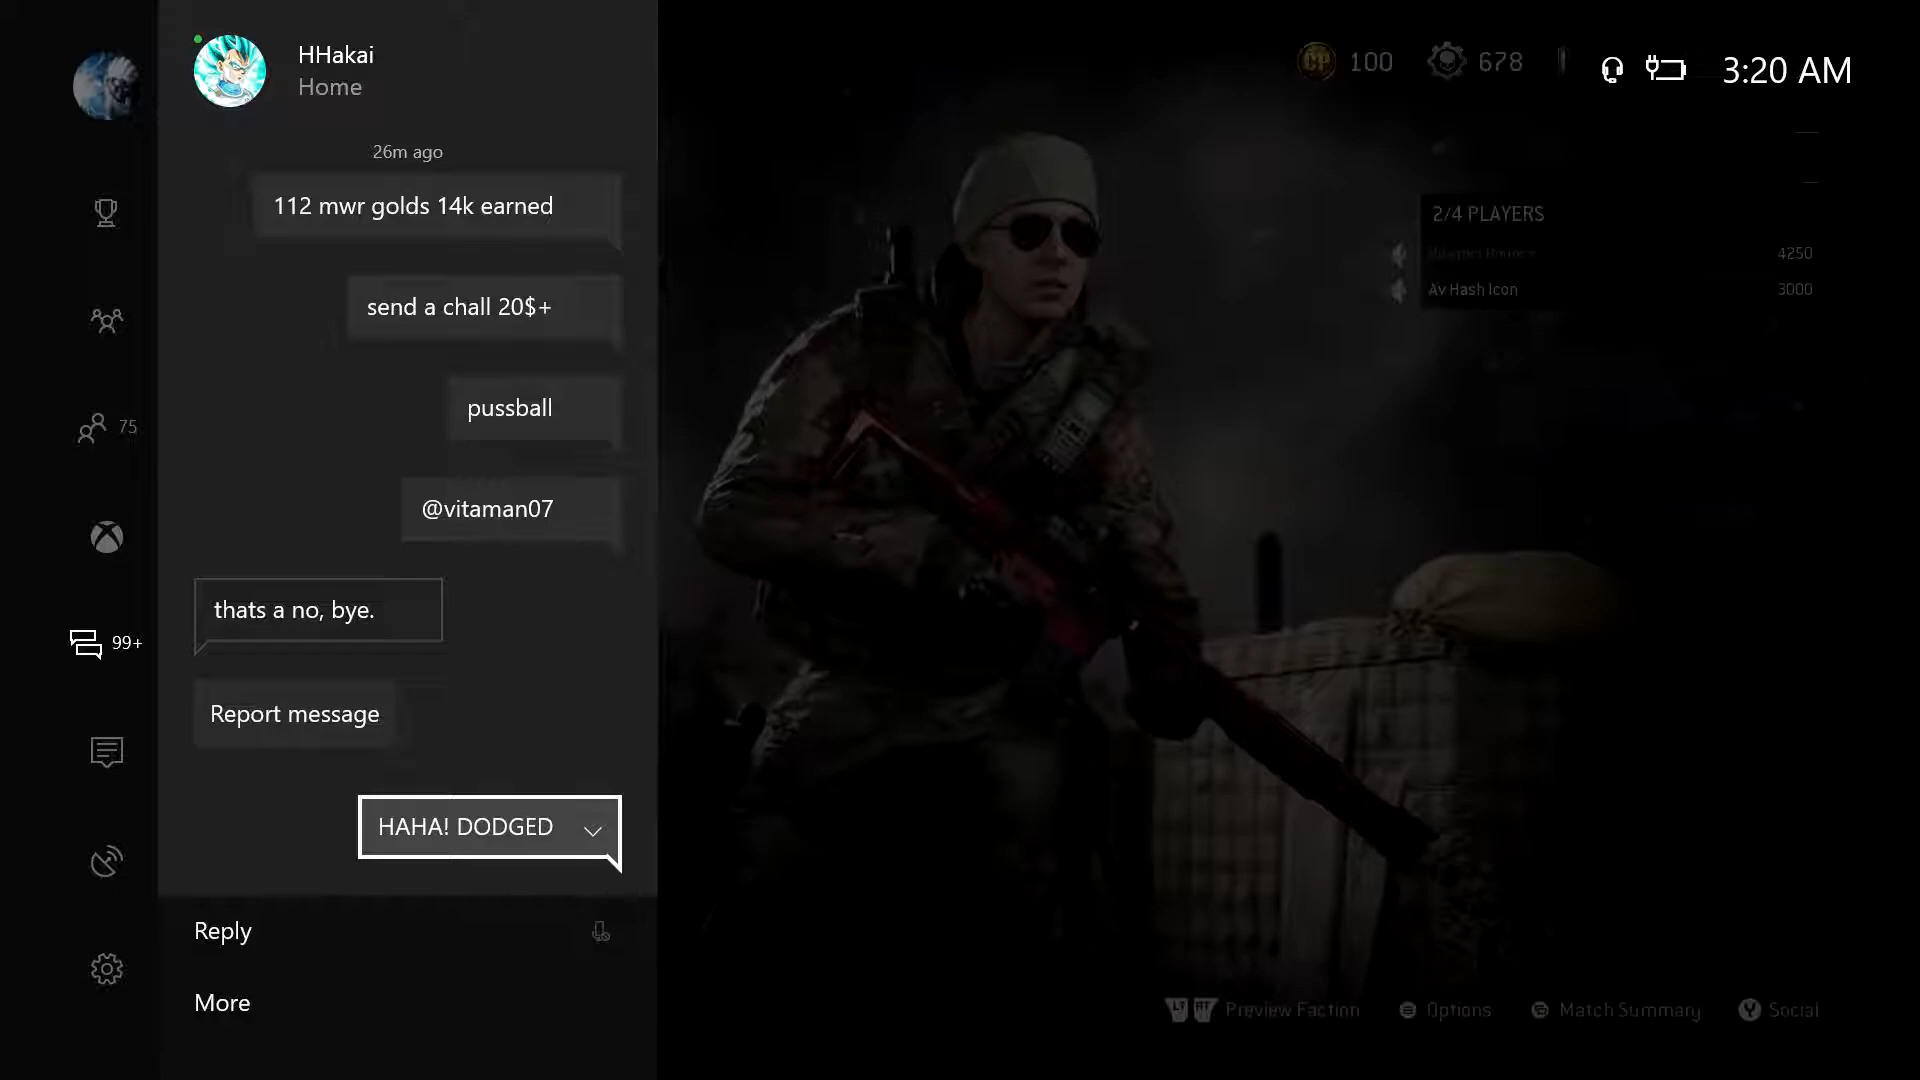 HHakai
Home
100
678
3:20 AM
26m ago
112 mwr golds 14k earned
send a chall 20$+
pussball
@vitaman07
thats a no, bye.
Report message
HAHA! DODGED
Reply
More
75
99+
2/4 PLAYERS
4250
Av Hash Icon
3000
LT RT Preview Faction
Options
Match Summary
Y Social